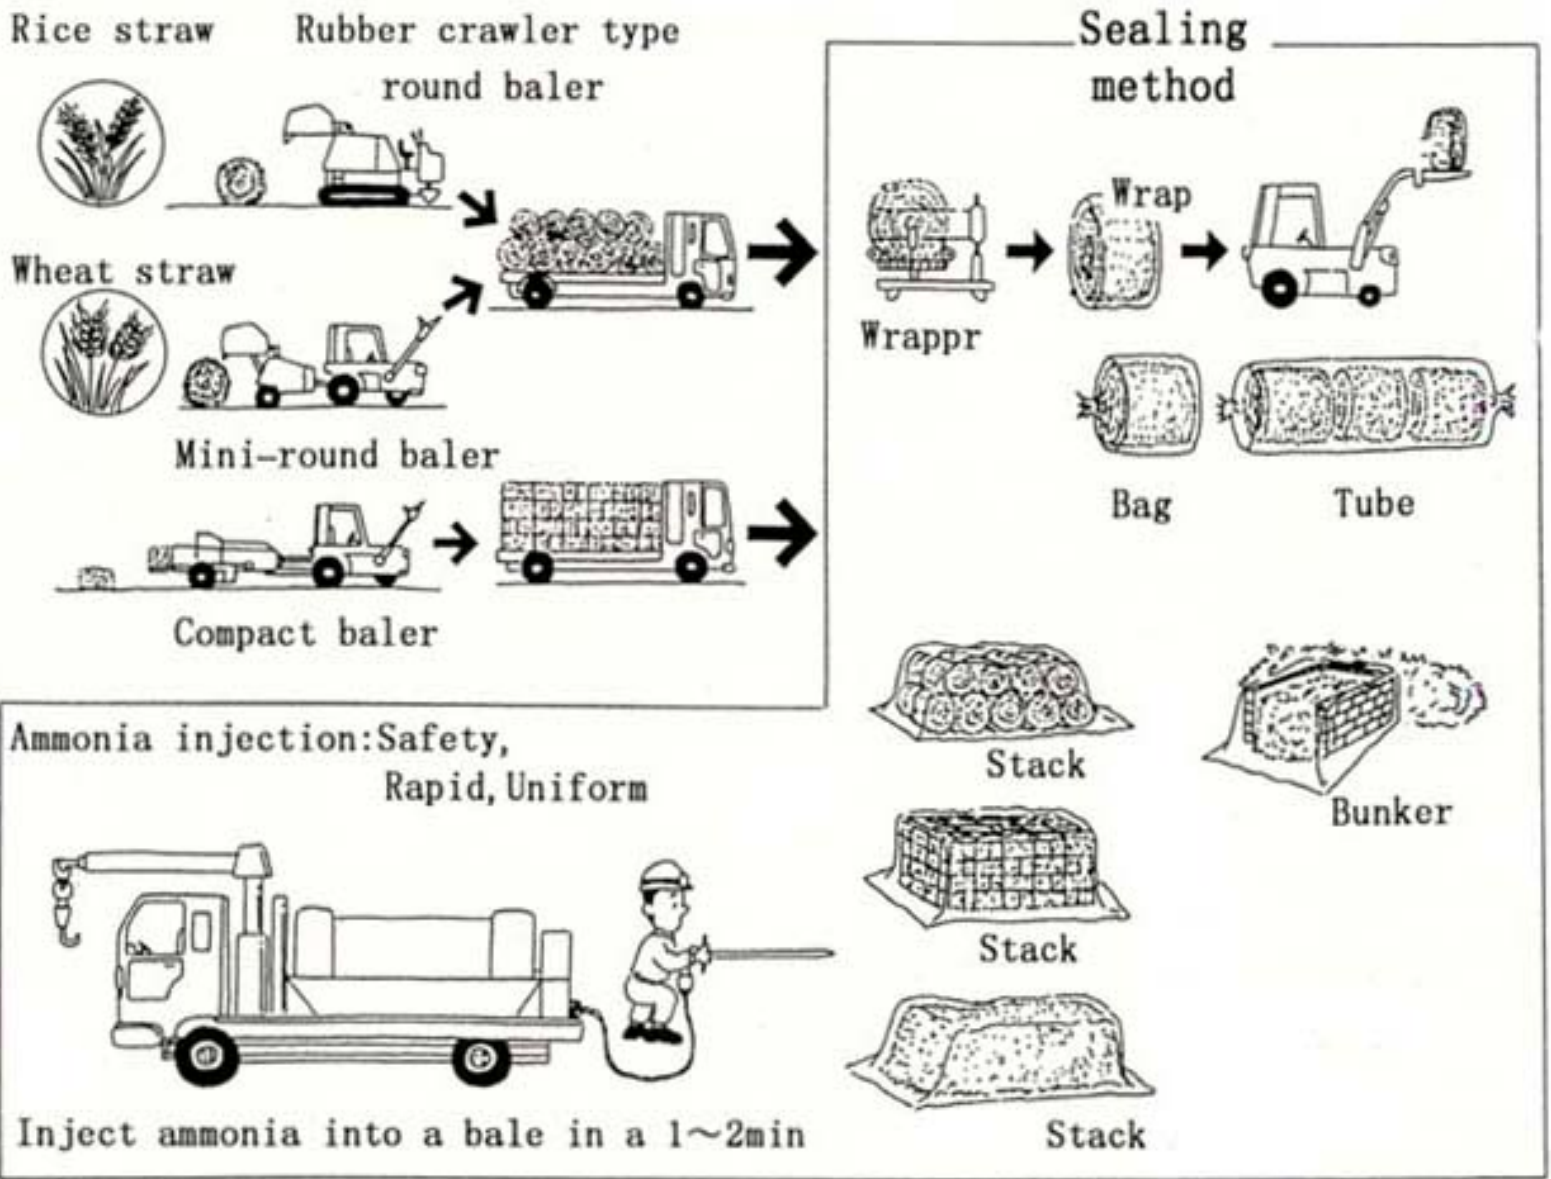 Rice straw
Rubber crawler type
round baler
Wheat straw
Mini-round baler
Compact baler
Sealing
method
Wrappr
Wrap
Bag
Tube
Stack
Bunker
Stack
Stack
Ammonia injection:Safety,
Rapid,Uniform
Inject ammonia into a bale in a 1~2min